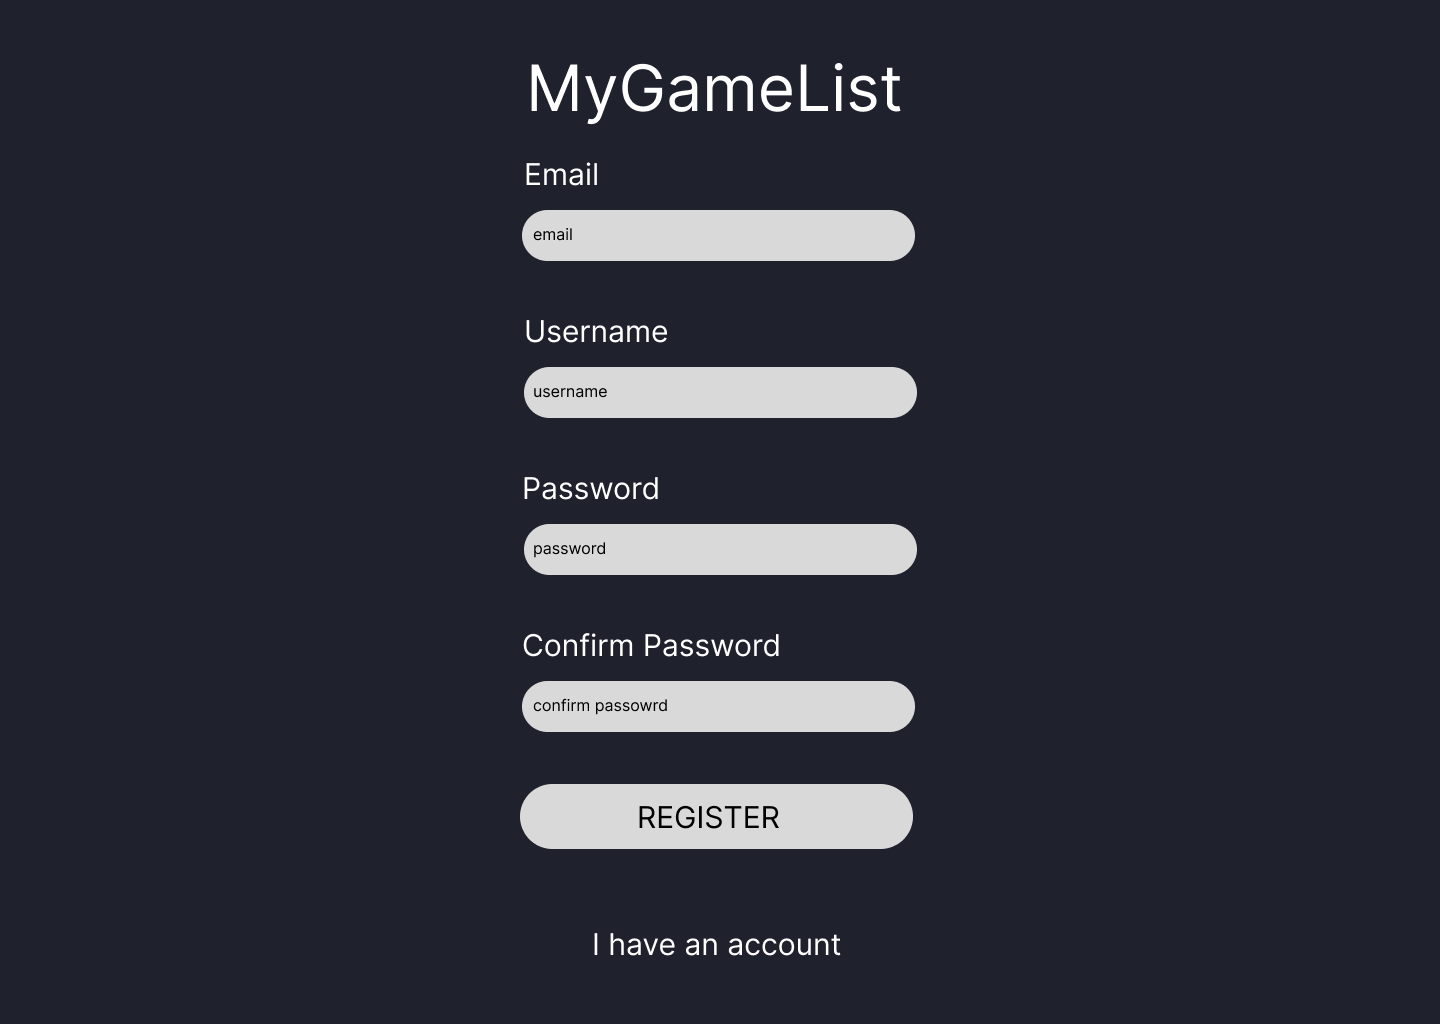 MyGameList
Email
email
Username
username
Password
password
Confirm Password
confirm passowrd
REGISTER
I have an account